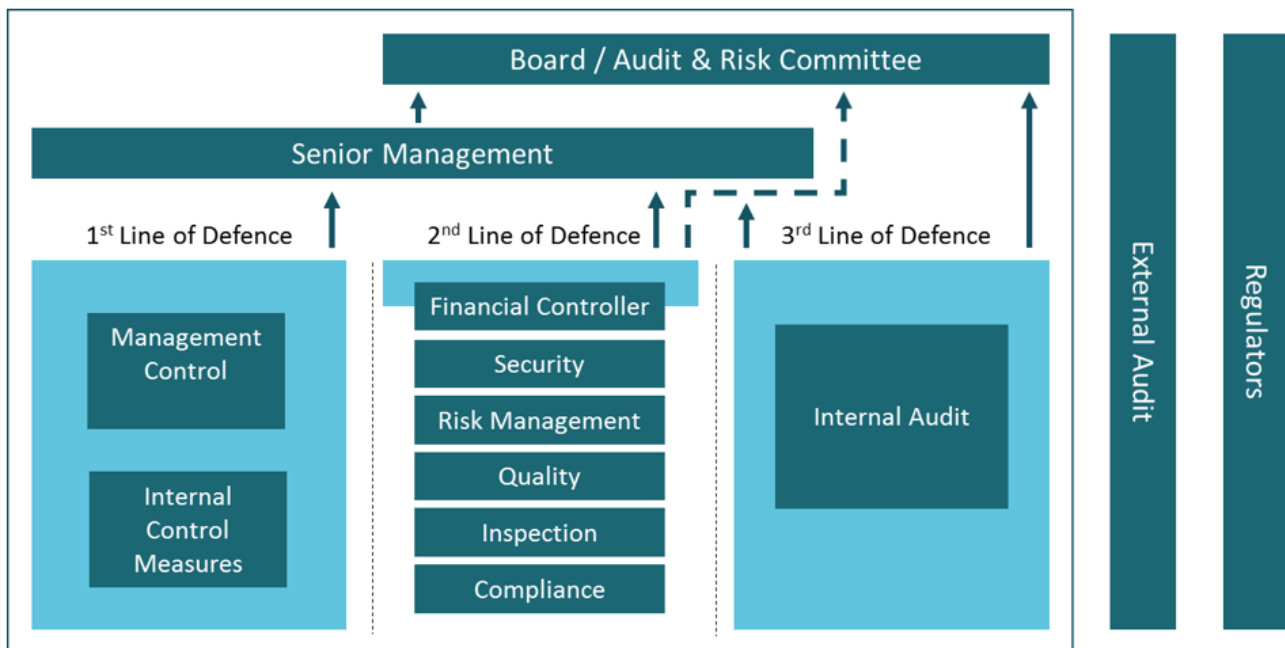 Board / Audit & Risk Committee
Senior Management
1st Line of Defence
2nd Line of Defence
3rd Line of Defence
Management
Control
Internal
Control
Measures
Financial Controller
Security
Risk Management
Quality
Inspection
Compliance
Internal Audit
External Audit
Regulators